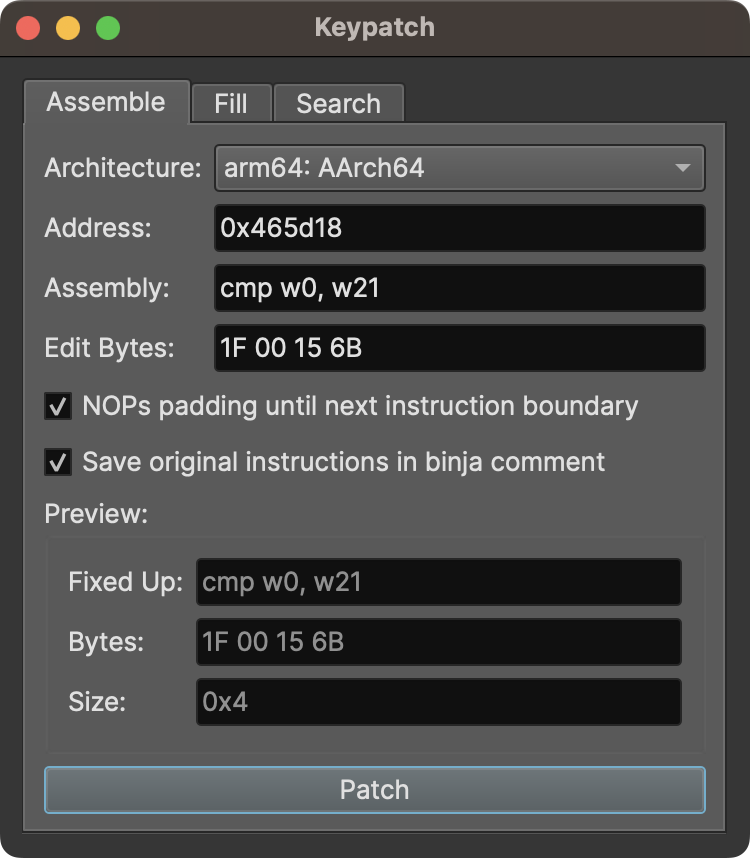 Keypatch
Assemble Fill Search
Architecture: arm64: AArch64
Address: 0x465d18
Assembly: cmp w0, w21
Edit Bytes: 1F 00 15 6B
NOPs padding until next instruction boundary
Save original instructions in binja comment
Preview:
Fixed Up: cmp w0, w21
Bytes: 1F 00 15 6B
Size: 0x4
Patch